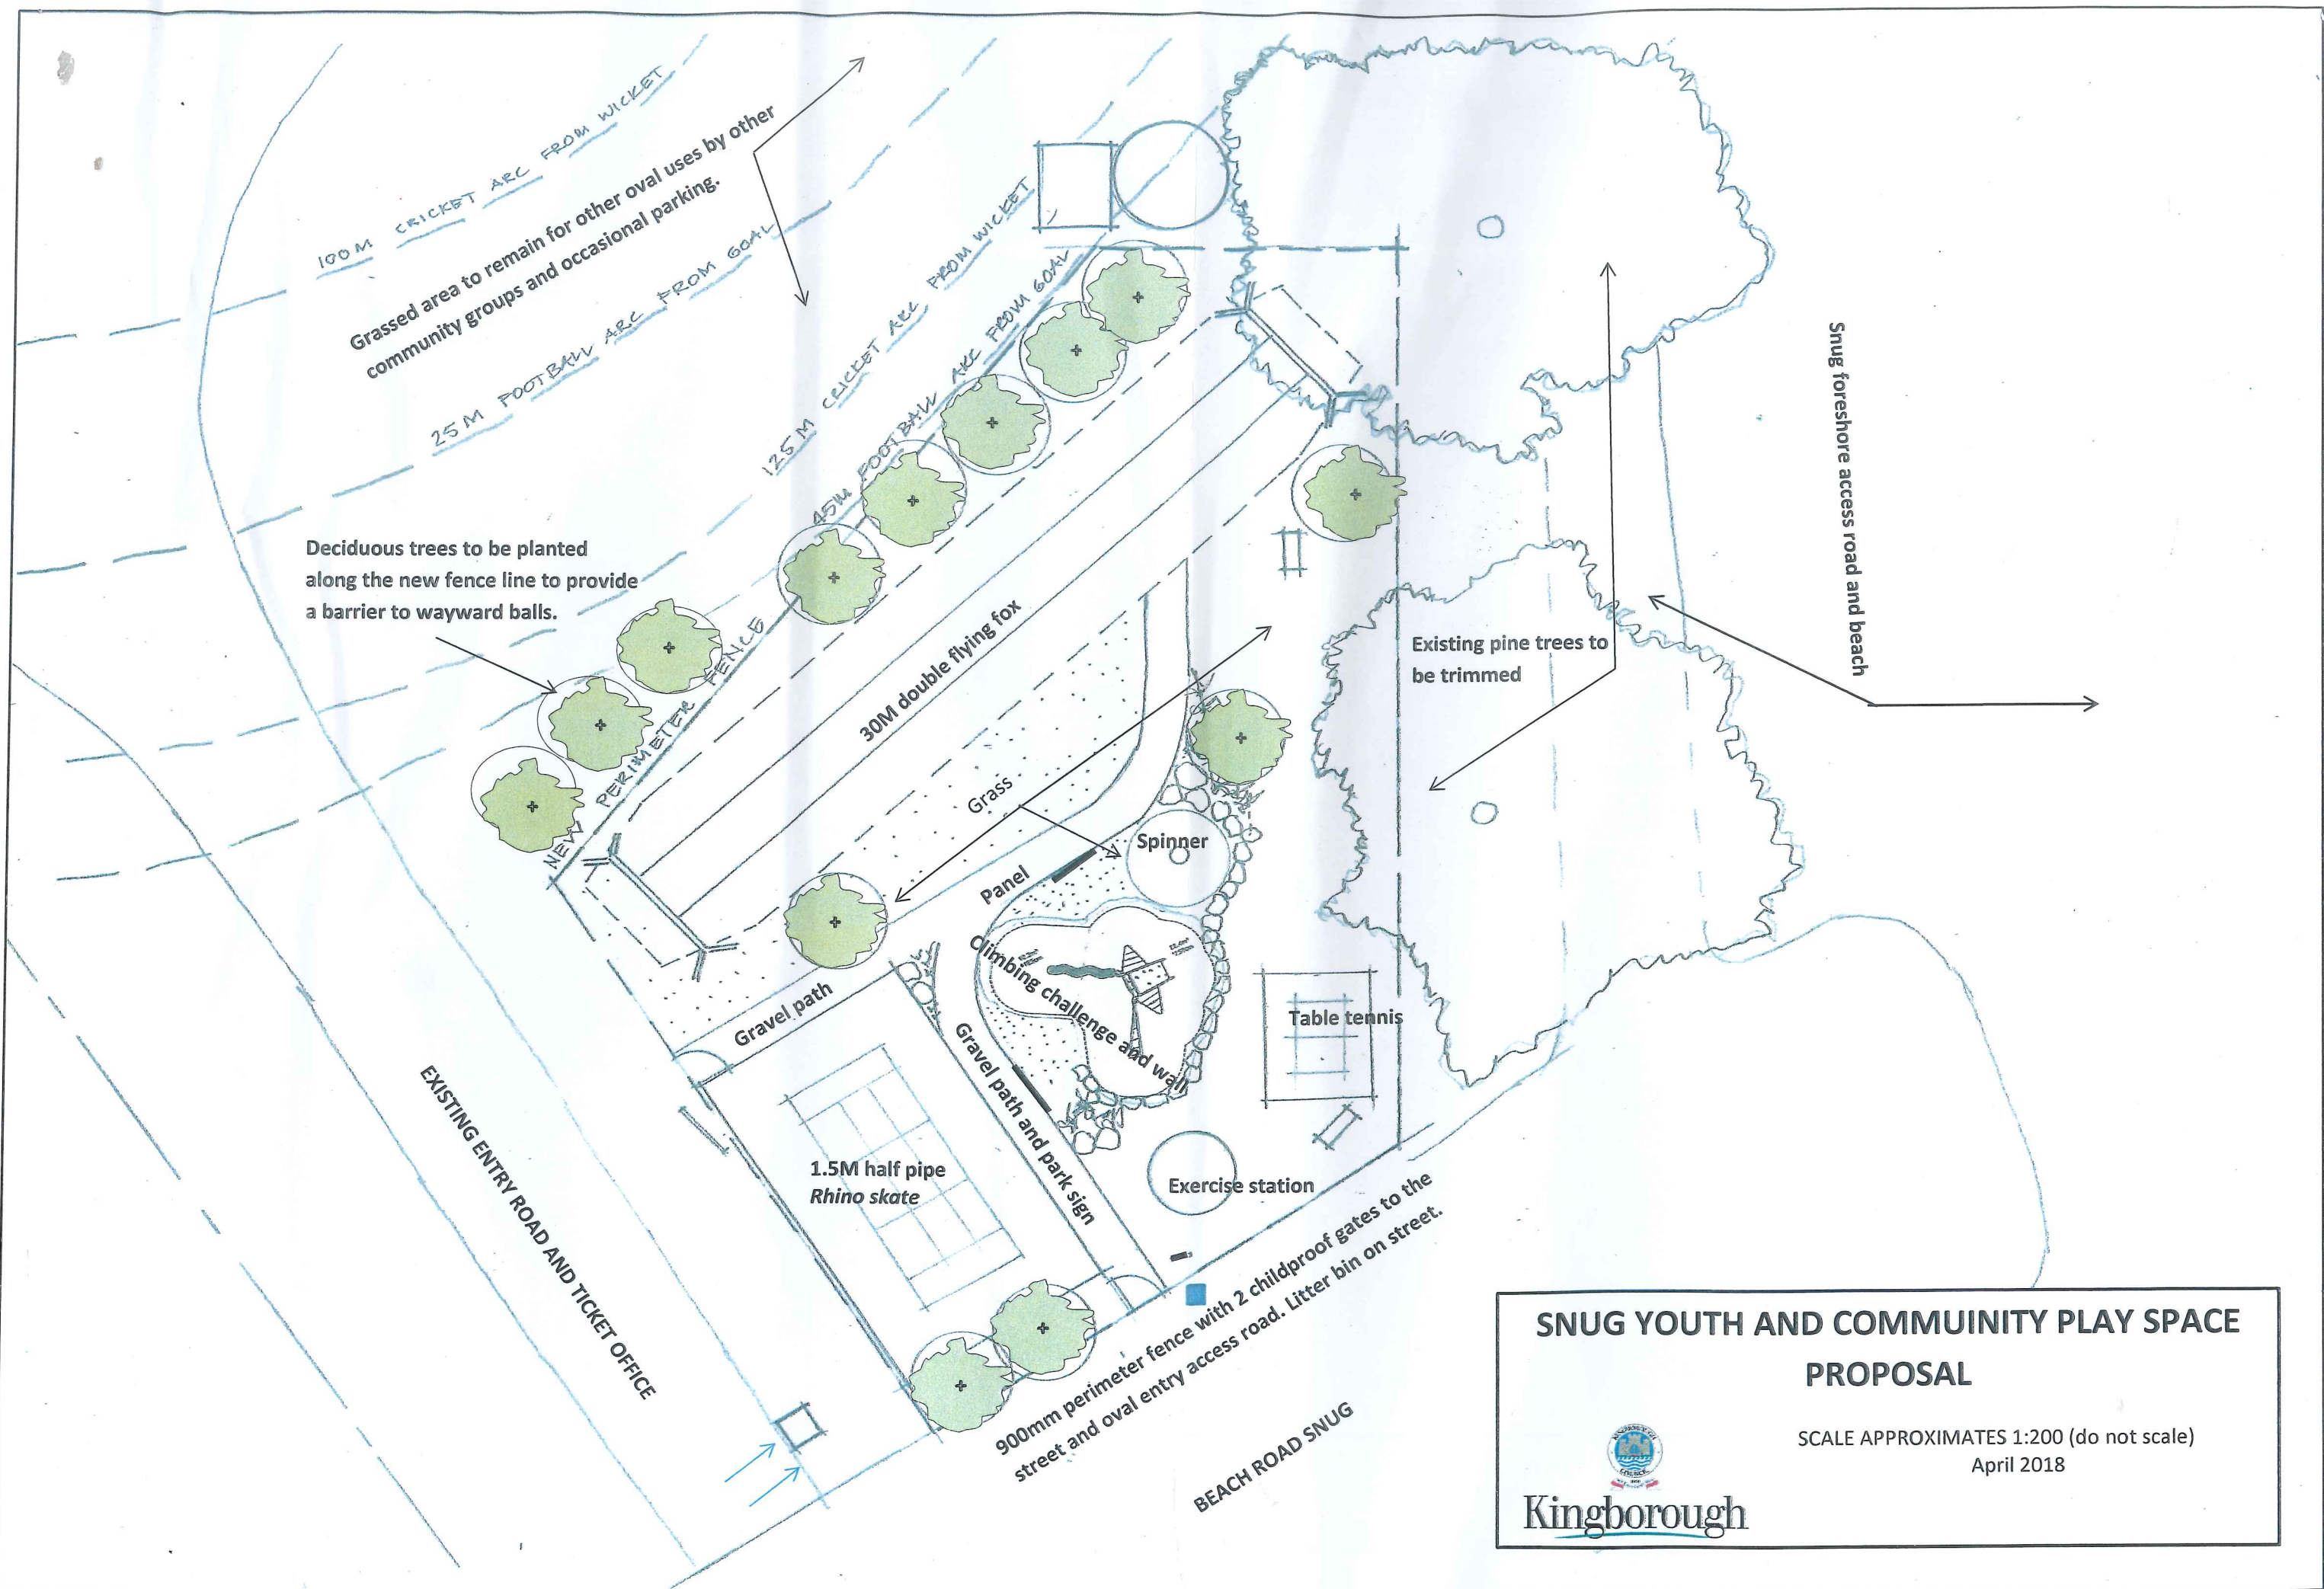 100M CRICKET ARC FROM WICKET
Grassed area to remain for other oval uses by other
community groups and occasional parking.
25M FOOTBALL ARC FROM GOAL
125M CRICKET ARC FROM WICKET
45M FOOTBALL ARC FROM GOAL
Deciduous trees to be planted
along the new fence line to provide
a barrier to wayward balls.
NEW PERIMETER FENCE
30M double flying fox
Existing pine trees to
be trimmed
Snug foreshore access road and beach
Grass
Spinner
Panel
Climbing challenge and wall
Gravel path
Gravel path and park sign
Table tennis
1.5M half pipe
Rhino skate
Exercise station
EXISTING ENTRY ROAD AND TICKET OFFICE
900mm perimeter fence with 2 childproof gates to the
street and oval entry access road. Litter bin on street.
BEACH ROAD SNUG
SNUG YOUTH AND COMMUINITY PLAY SPACE
PROPOSAL
SCALE APPROXIMATES 1:200 (do not scale)
April 2018
Kingborough